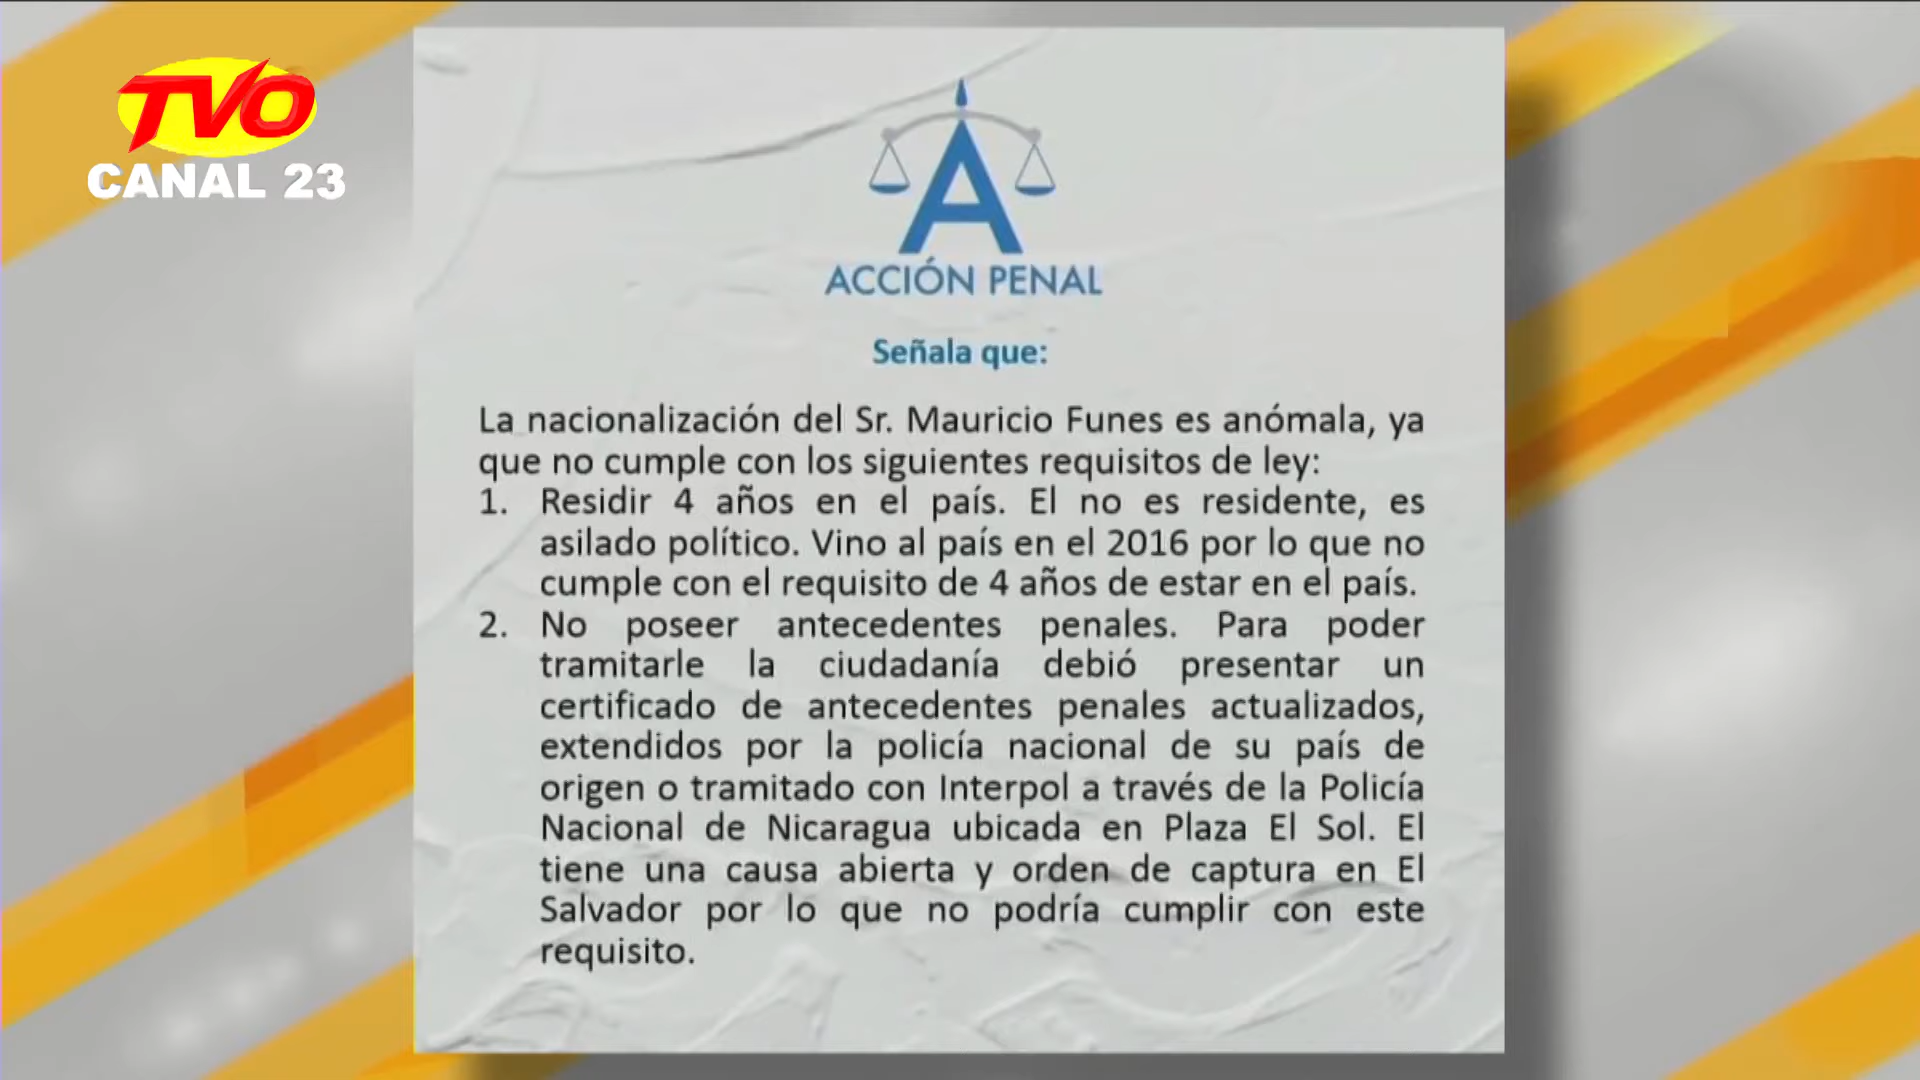 TVO
CANAL 23
ACCIÓN PENAL
Señala que:
La nacionalización del Sr. Mauricio Funes es anómala, ya
que no cumple con los siguientes requisitos de ley:
1. Residir 4 años en el país. El no es residente, es
asilado político. Vino al país en el 2016 por lo que no
cumple con el requisito de 4 años de estar en el país.
2. No poseer antecedentes penales. Para poder
tramitarle la ciudadanía debió presentar un
certificado de antecedentes penales actualizados,
extendidos por la policía nacional de su país de
origen o tramitado con Interpol a través de la Policía
Nacional de Nicaragua ubicada en Plaza El Sol. El
tiene una causa abierta y orden de captura en El
Salvador por lo que no podría cumplir con este
requisito.